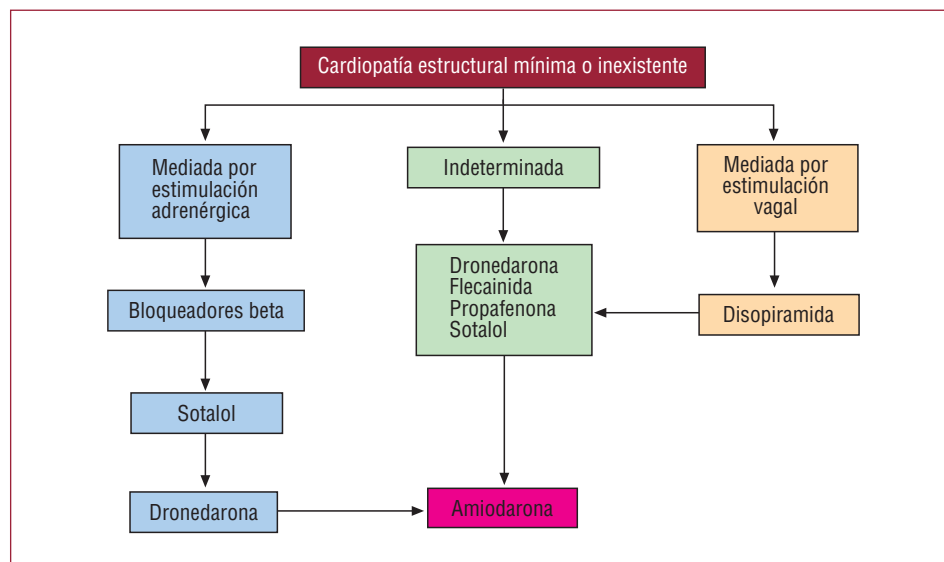 Cardiopatía estructural mínima o inexistente
Mediada por
estimulación
adrenérgica
Indeterminada
Mediada por
estimulación
vagal
Bloqueadores beta
Dronedarona
Flecainida
Propafenona
Sotalol
Disopiramida
Sotalol
Dronedarona
Amiodarona